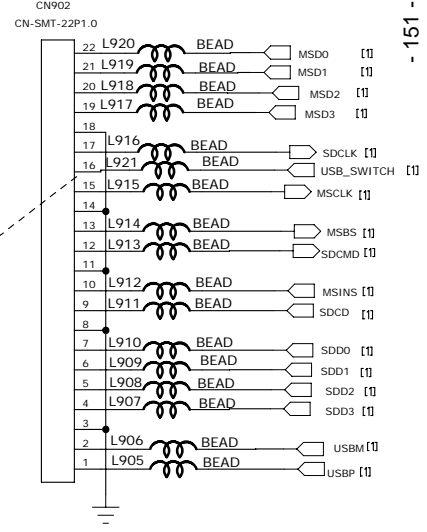 CN902
CN-SMT-22P1.0
- 151 -
22 L920 BEAD MSD0 [1]
21 L919 BEAD MSD1 [1]
20 L918 BEAD MSD2 [1]
19 L917 BEAD MSD3 [1]
18
17 L916 BEAD SDCLK [1]
16 L921 BEAD USB_SWITCH [1]
15 L915 BEAD MSCLK [1]
14
13 L914 BEAD MSBS [1]
12 L913 BEAD SDCMD [1]
11
10 L912 BEAD MSINS [1]
9 L911 BEAD SDCD [1]
8
7 L910 BEAD SDD0 [1]
6 L909 BEAD SDD1 [1]
5 L908 BEAD SDD2 [1]
4 L907 BEAD SDD3 [1]
3
2 L906 BEAD USBM [1]
1 L905 BEAD USBP [1]